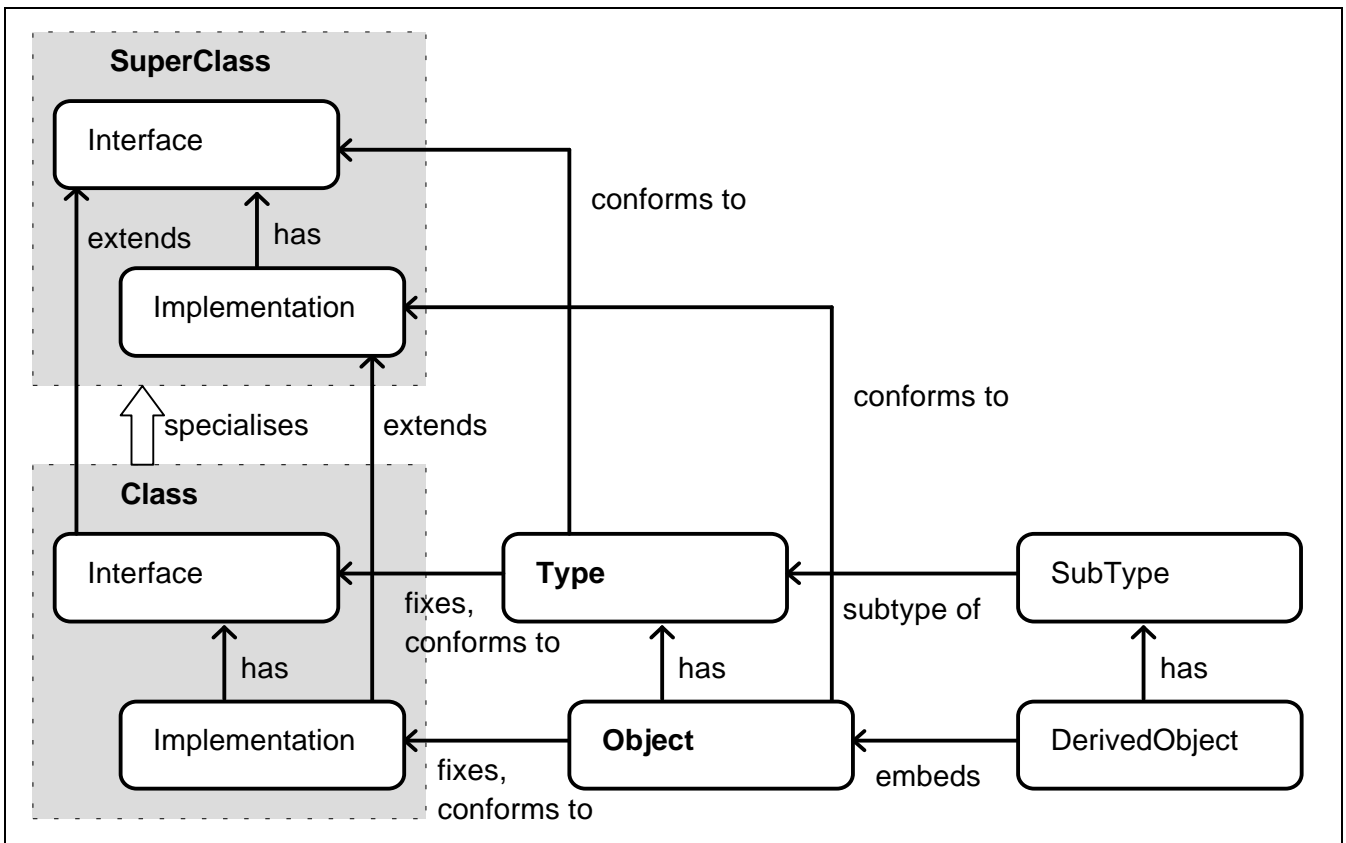 SuperClass
Interface
conforms to
extends
has
Implementation
conforms to
specialises
extends
Class
Interface
Type
SubType
fixes,
conforms to
subtype of
has
has
has
Implementation
Object
DerivedObject
fixes,
conforms to
embeds